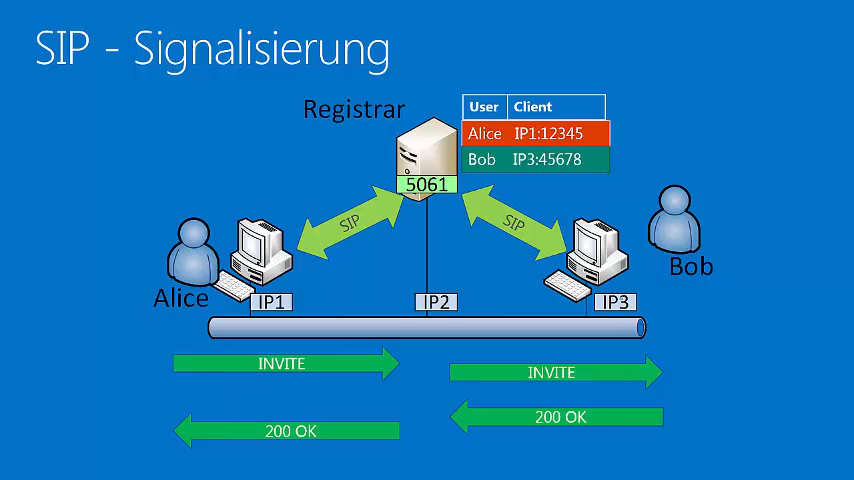 SIP - Signalisierung
Registrar
User Client
Alice IP1:12345
Bob IP3:45678
5061
SIP
SIP
Alice
Bob
IP1
IP2
IP3
INVITE
INVITE
200 OK
200 OK